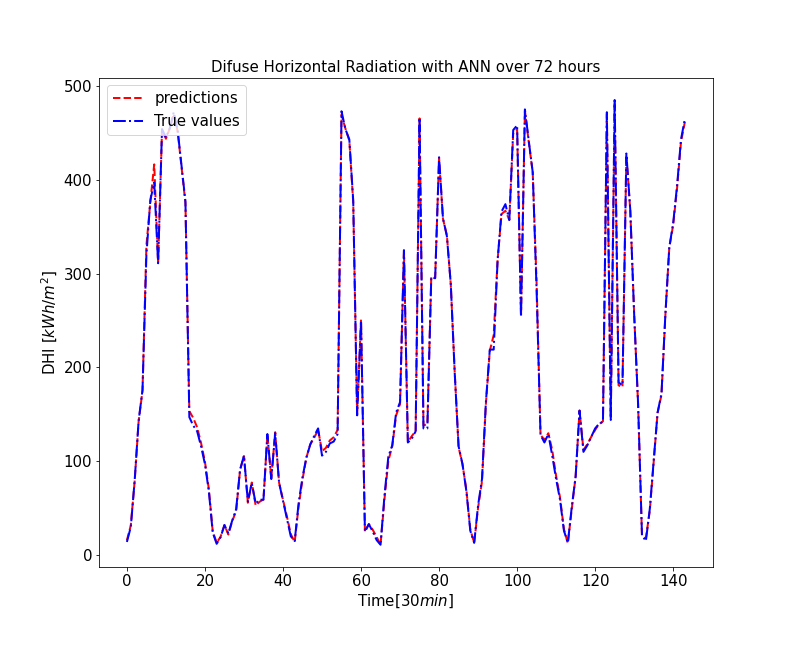 Difuse Horizontal Radiation with ANN over 72 hours
predictions
True values
500
400
300
200
100
0
DHI [kWh/m²]
0 20 40 60 80 100 120 140
Time[30min]